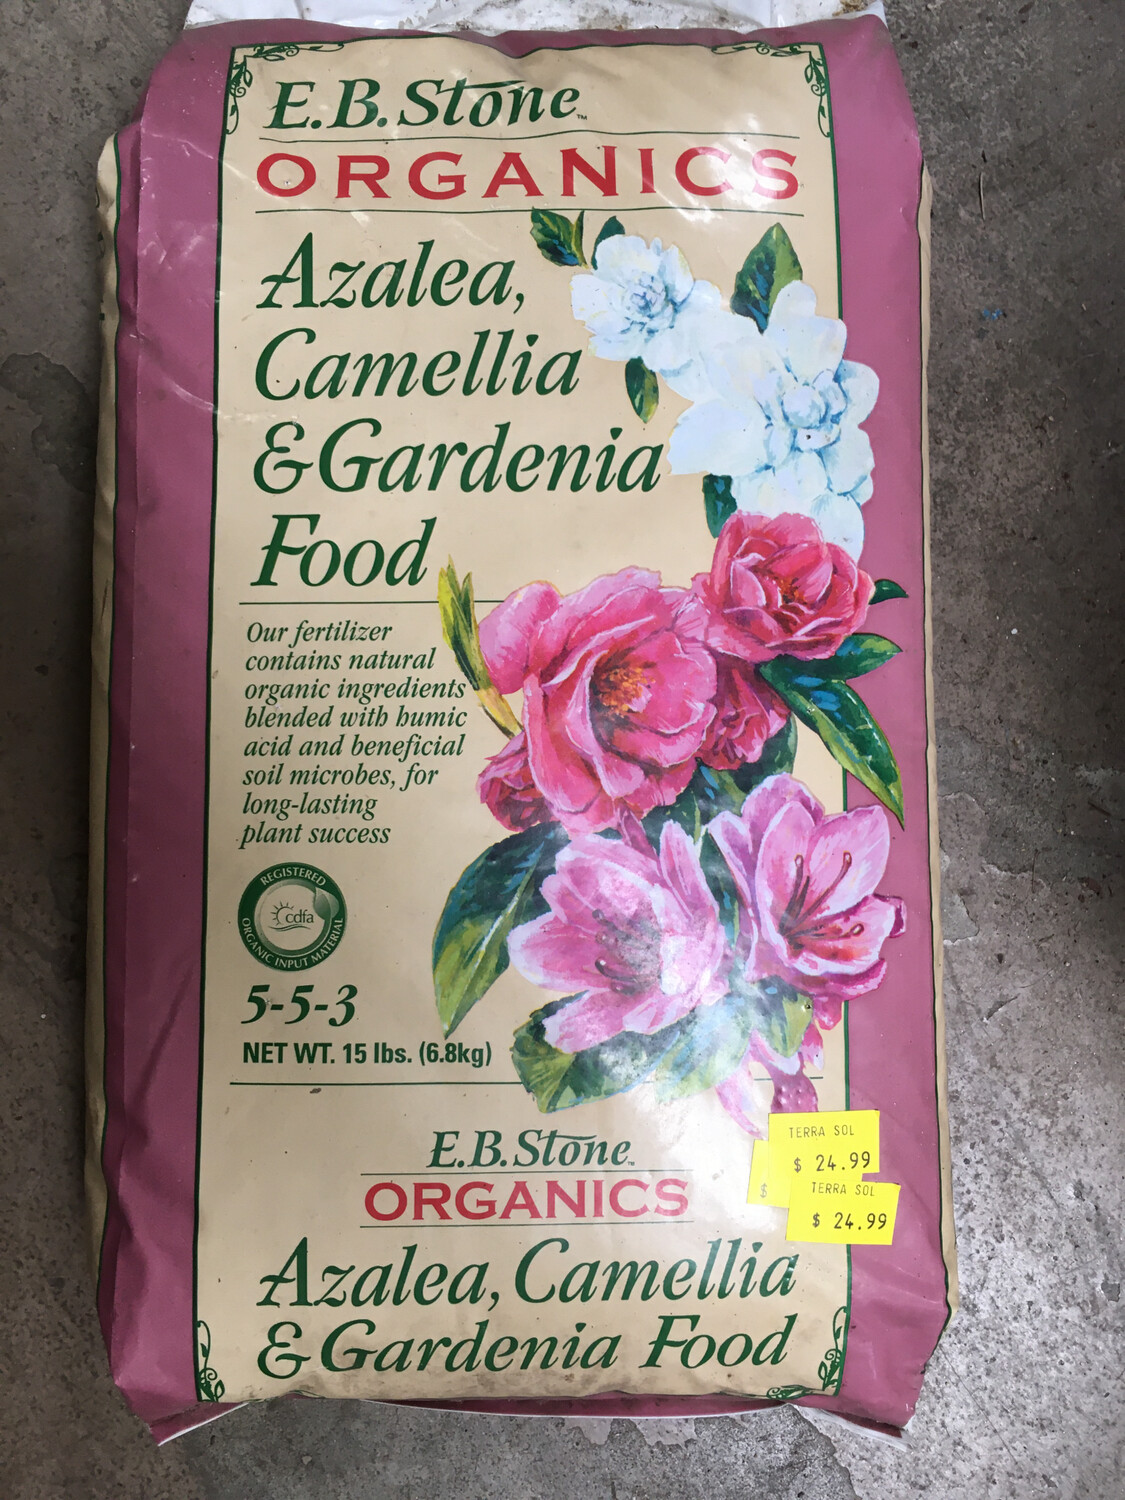 E.B. Stone™
ORGANICS
Azalea,
Camellia
& Gardenia
Food
Our fertilizer
contains natural
organic ingredients
blended with humic
acid and beneficial
soil microbes, for
long-lasting
plant success
REGISTERED
cdfa
ORGANIC INPUT MATERIAL
5-5-3
NET WT. 15 lbs. (6.8kg)
E.B. Stone™
ORGANICS
Azalea, Camellia
& Gardenia Food
TERRA SOL
$ 24.99
$
TERRA SOL
$ 24.99